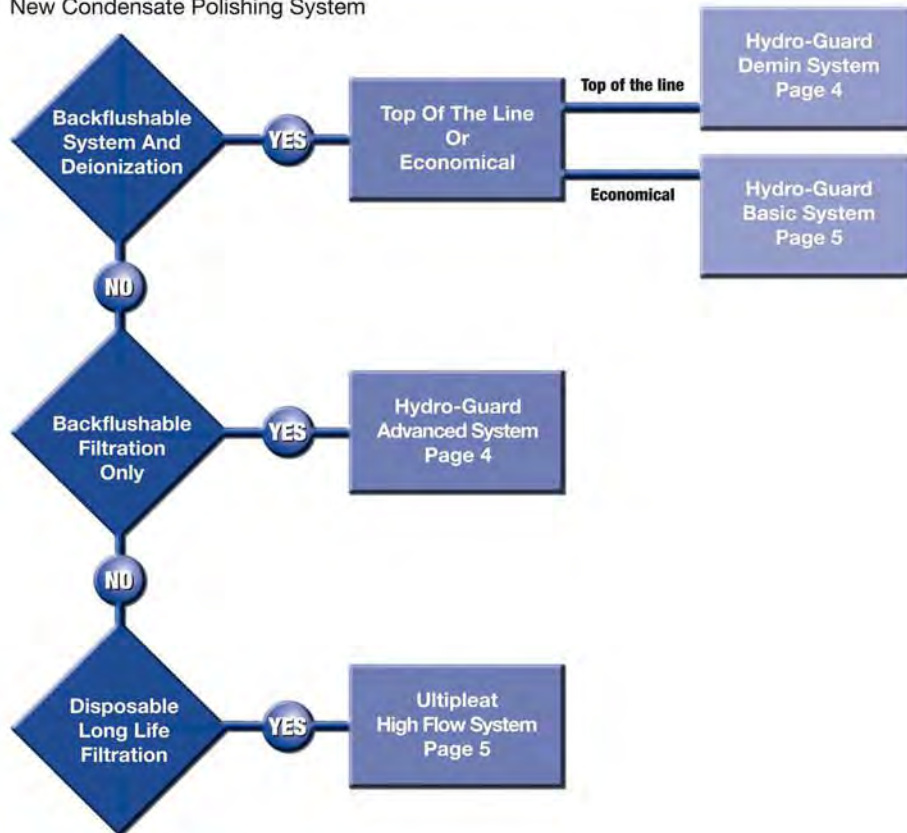 New Condensate Polishing System
Backflushable
System And
Deionization
YES
Top Of The Line
Or
Economical
Top of the line
Hydro-Guard
Demin System
Page 4
Economical
Hydro-Guard
Basic System
Page 5
NO
Backflushable
Filtration
Only
YES
Hydro-Guard
Advanced System
Page 4
NO
Disposable
Long Life
Filtration
YES
Ultipleat
High Flow System
Page 5